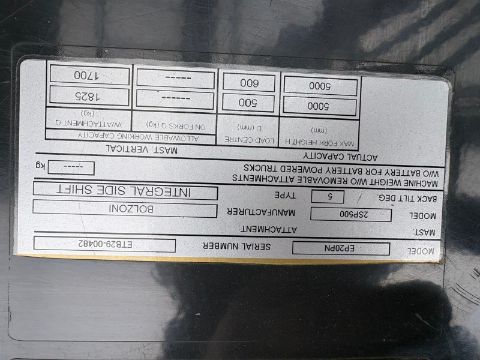 MODEL EP20PN SERIAL NUMBER ETB29-00482
MAST. ATTACHMENT
MODEL 2SP500 MANUFACTURER BOLZONI
BACK TILT DEG. 5 TYPE INTEGRAL SIDE SHIFT
MACHINE WEIGHT W/O REMOVABLE ATTACHMENTS
W/O BATTERY FOR BATTERY POWERED TRUCKS ----- kg
ACTUAL CAPACITY MAST. VERTICAL
MAX FORK HEIGHT H LOAD CENTRE ALLOWABLE WORKING CAPACITY
(mm) D (mm) ON FORKS Q (kg) W/ATTACHMENT Q
(kg)
5000 500 ----- 1825
5000 600 ----- 1700